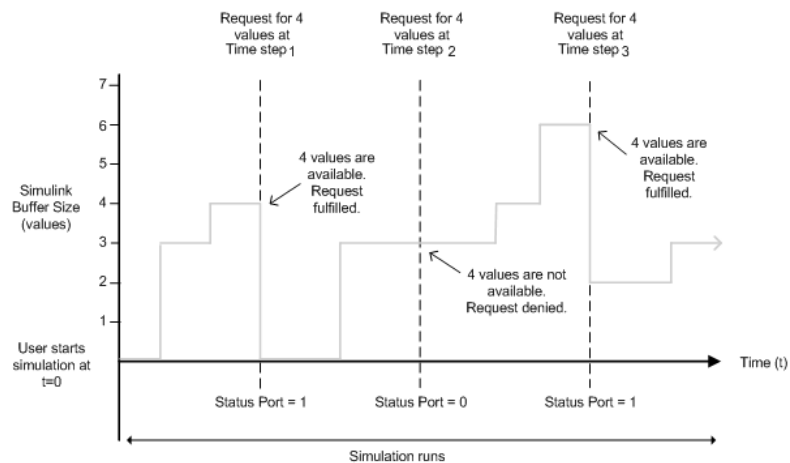 Request for 4
values at
Time step 1
Request for 4
values at
Time step 2
Request for 4
values at
Time step 3
7
6
5
4
3
2
1
Simulink
Buffer Size
(values)
4 values are
available.
Request
fulfilled.
4 values are not
available.
Request denied.
4 values are
available.
Request
fulfilled.
User starts
simulation at
t=0
Time (t)
Status Port = 1
Status Port = 0
Status Port = 1
Simulation runs